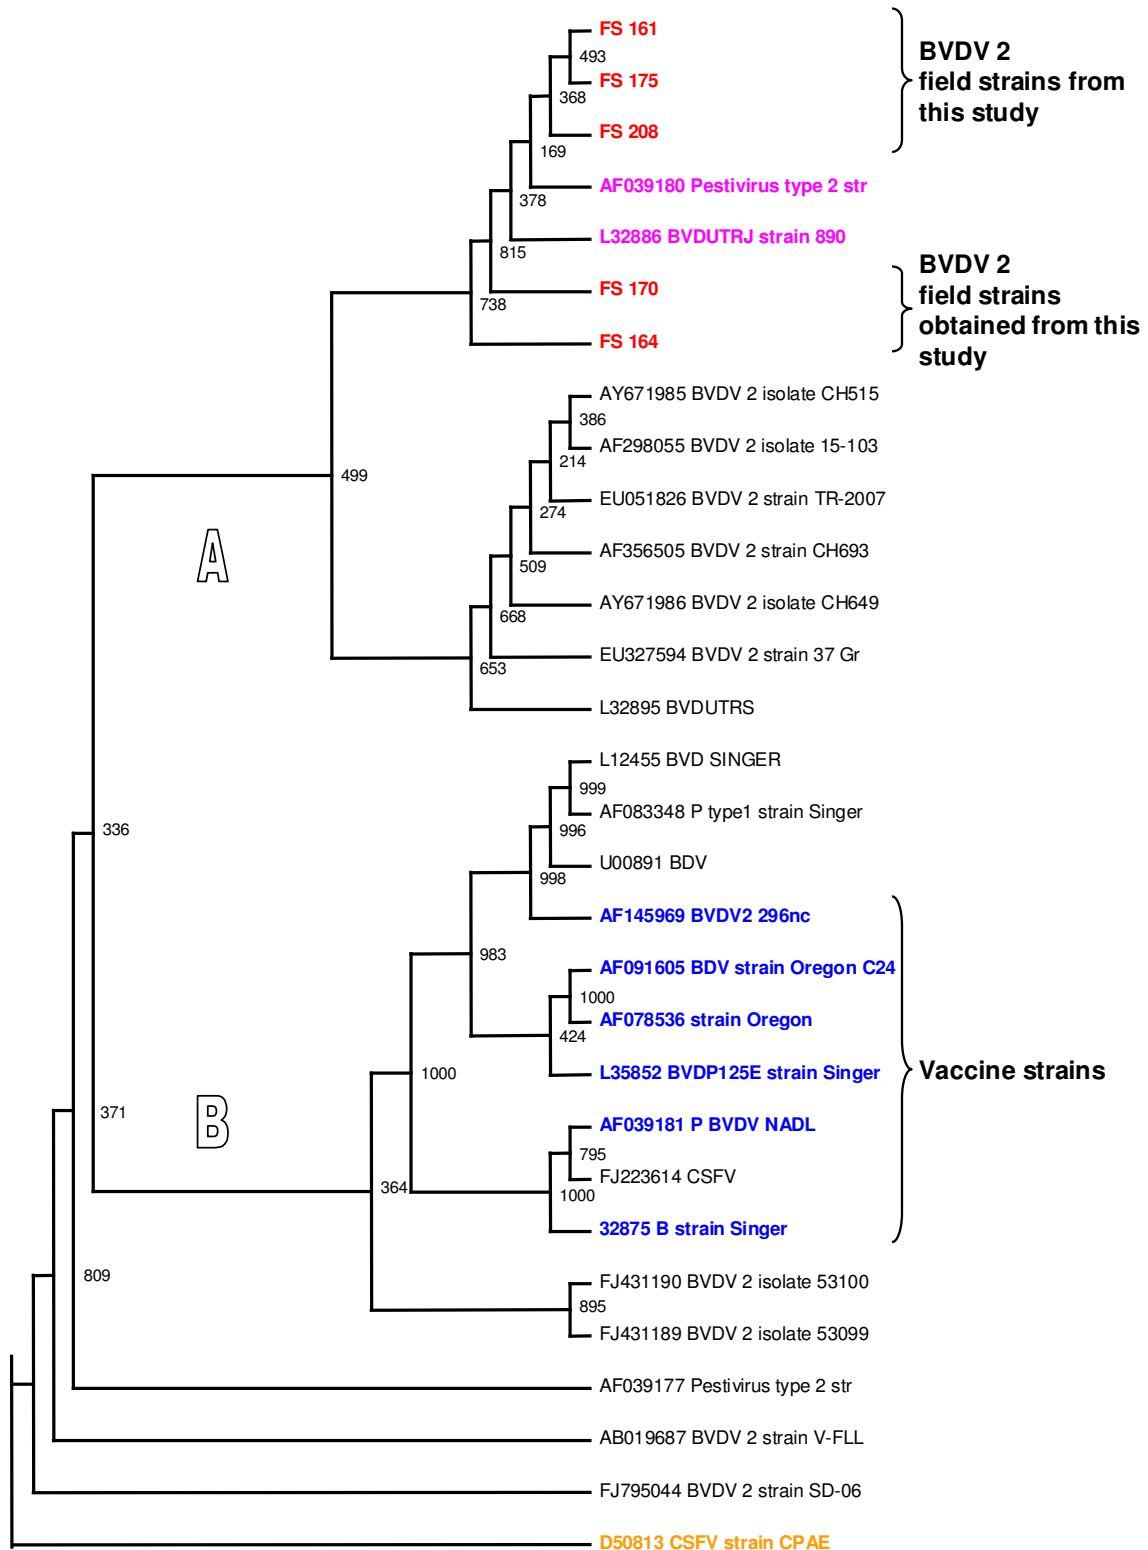 FS 161
493
FS 175
368
FS 208
169
AF039180 Pestivirus type 2 str
378
L32886 BVDUTRJ strain 890
815
FS 170
738
FS 164
BVDV 2
field strains from
this study
BVDV 2
field strains
obtained from this
study
AY671985 BVDV 2 isolate CH515
386
AF298055 BVDV 2 isolate 15-103
214
EU051826 BVDV 2 strain TR-2007
274
AF356505 BVDV 2 strain CH693
509
AY671986 BVDV 2 isolate CH649
668
EU327594 BVDV 2 strain 37 Gr
653
L32895 BVDUTRS
499
A
L12455 BVD SINGER
999
AF083348 P type1 strain Singer
996
U00891 BDV
998
AF145969 BVDV2 296nc
983
AF091605 BDV strain Oregon C24
1000
AF078536 strain Oregon
424
L35852 BVDP125E strain Singer
1000
AF039181 P BVDV NADL
795
FJ223614 CSFV
1000
32875 B strain Singer
Vaccine strains
336
371
B
364
FJ431190 BVDV 2 isolate 53100
895
FJ431189 BVDV 2 isolate 53099
809
AF039177 Pestivirus type 2 str
AB019687 BVDV 2 strain V-FLL
FJ795044 BVDV 2 strain SD-06
D50813 CSFV strain CPAE